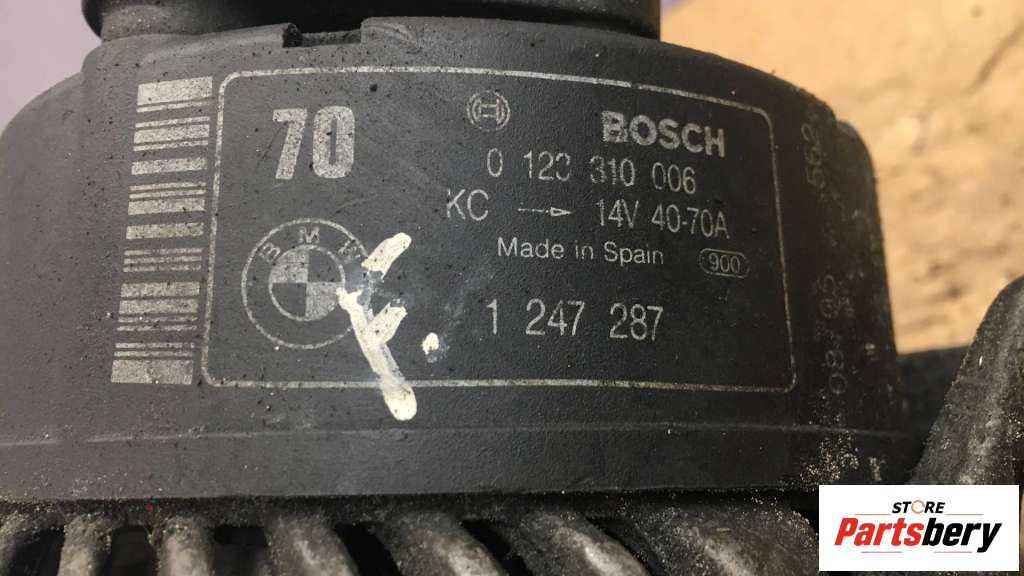 70
BOSCH
0 123 310 006
KC → 14V 40-70A
Made in Spain 900
BMW
1 247 287
STORE
Partsbery